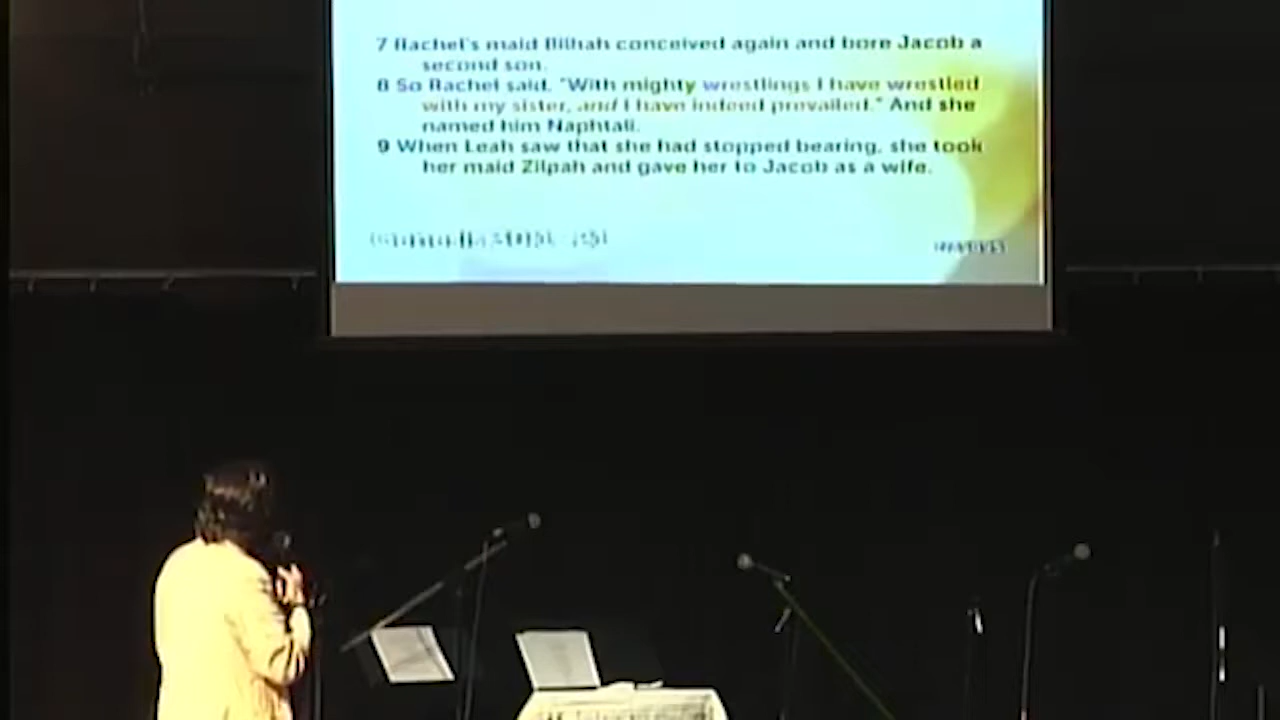 7 Rachel's maid Bilhah conceived again and bore Jacob a
second son.
8 So Rachel said, "With mighty wrestlings I have wrestled
with my sister, and I have indeed prevailed." And she
named him Naphtali.
9 When Leah saw that she had stopped bearing, she took
her maid Zilpah and gave her to Jacob as a wife.